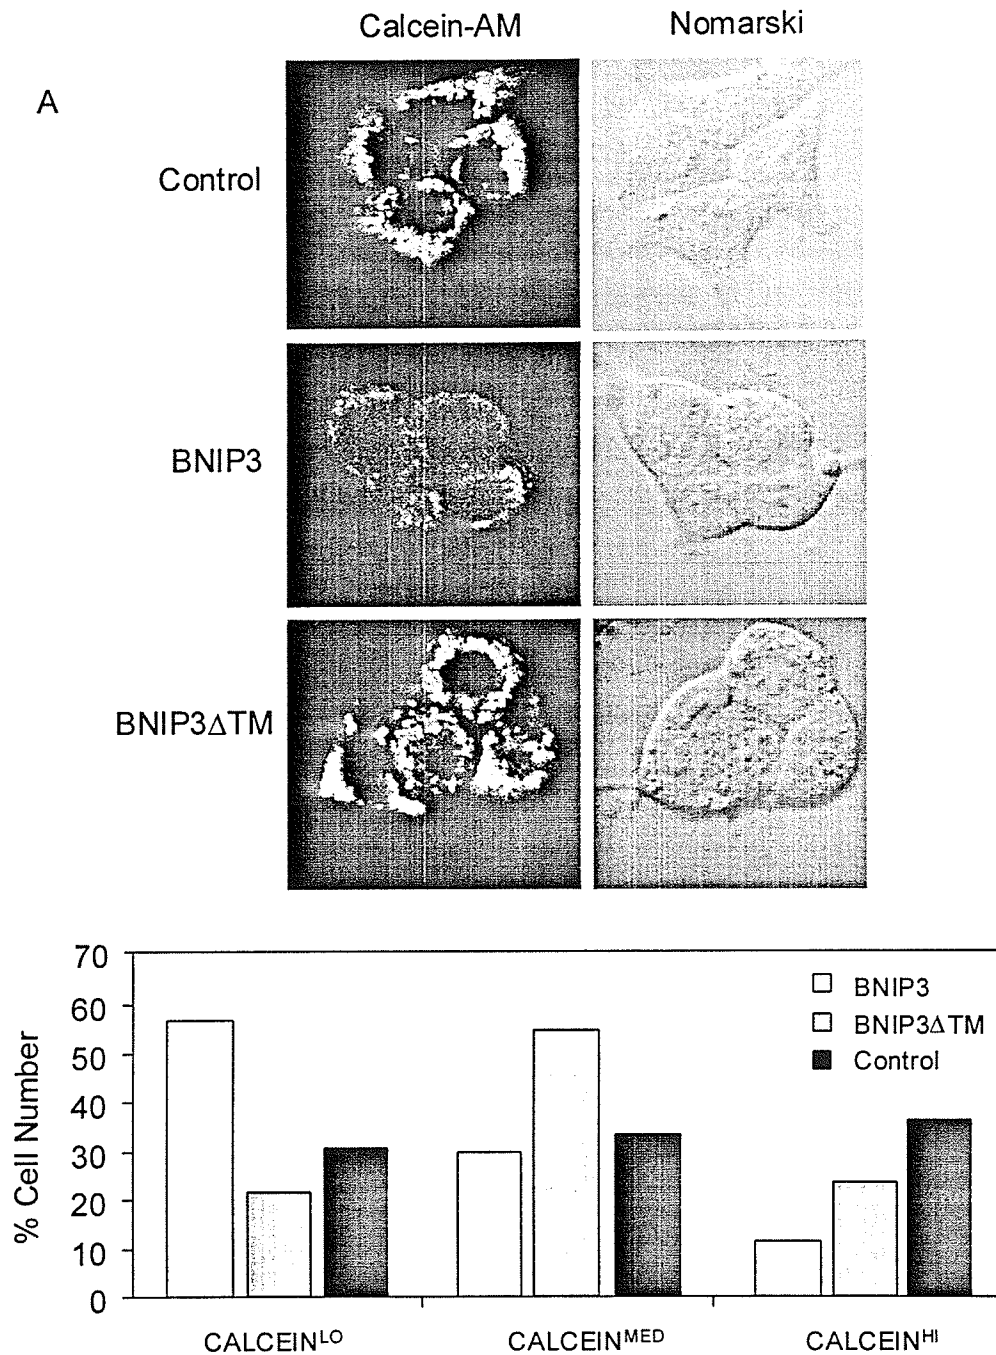 Calcein-AM Nomarski
A
Control
BNIP3
BNIP3ΔTM
70
60
50
40
30
20
10
0
% Cell Number
BNIP3
BNIP3ΔTM
Control
CALCEINᴸᴼ CALCEINᴹᴱᴰ CALCEINᴴᴵ